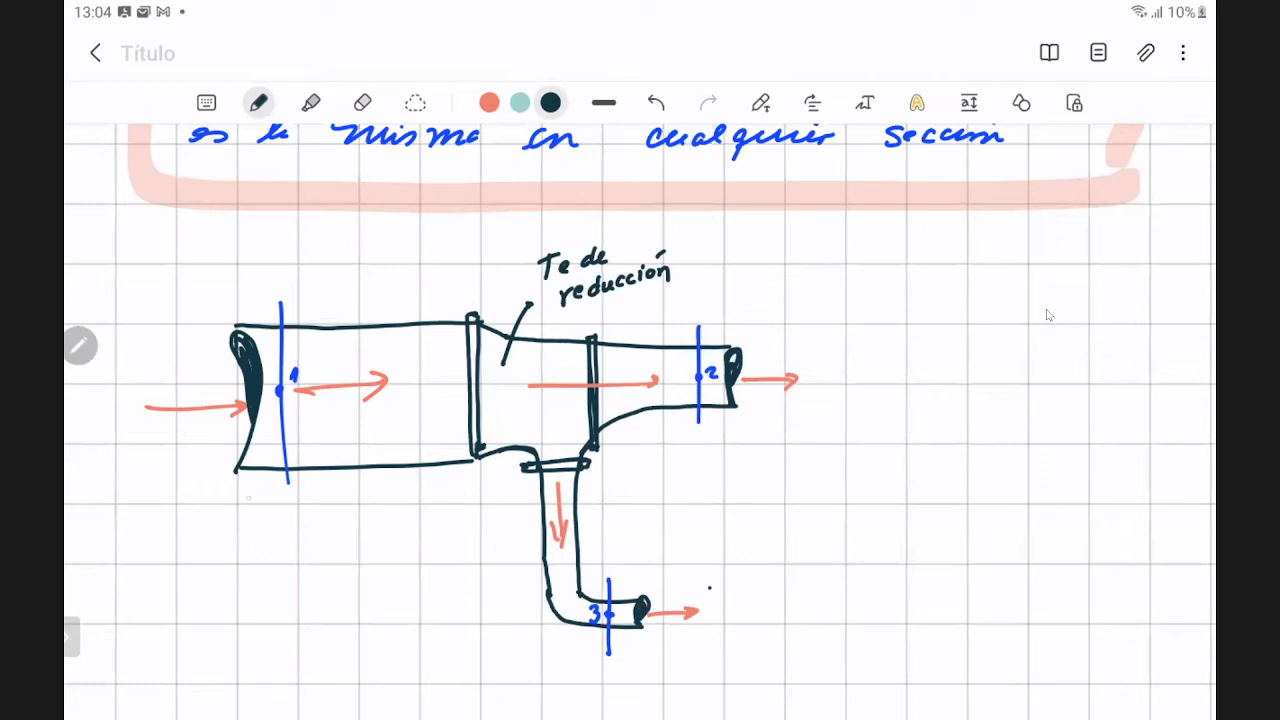 13:04
10%
Título
es la misma en cualquier sección
Te de
reducción
1
2
3